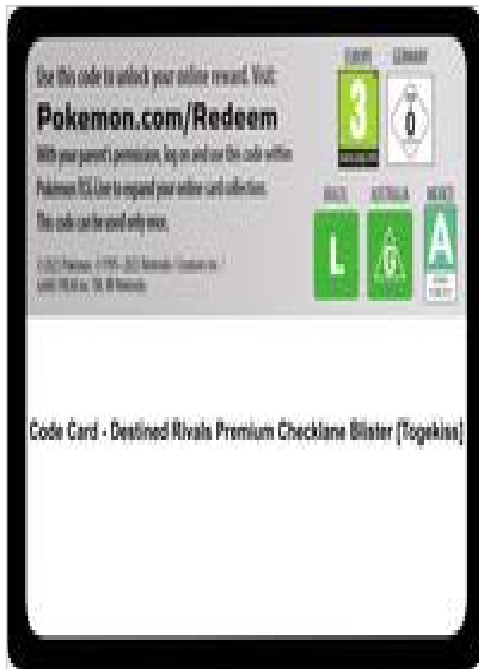 Use this code to unlock your online reward. Visit:
Pokemon.com/Redeem
With your parent's permission, log on and use this code within
Pokémon TCG Live to expand your online card collection.
This code can be used only once.
EUROPE GERMANY
3
0
BRAZIL AUSTRALIA MEXICO
L
G
A
Code Card - Destined Rivals Premium Checklane Blister [Togekiss]